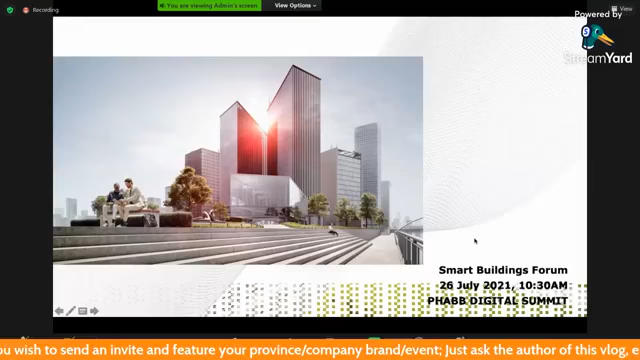 Recording
You are viewing Admin's screen
View Options
View
Powered by
StreamYard
Smart Buildings Forum
26 July 2021, 10:30AM
PHABB DIGITAL SUMMIT
ou wish to send an invite and feature your province/company brand/event; Just ask the author of this vlog,